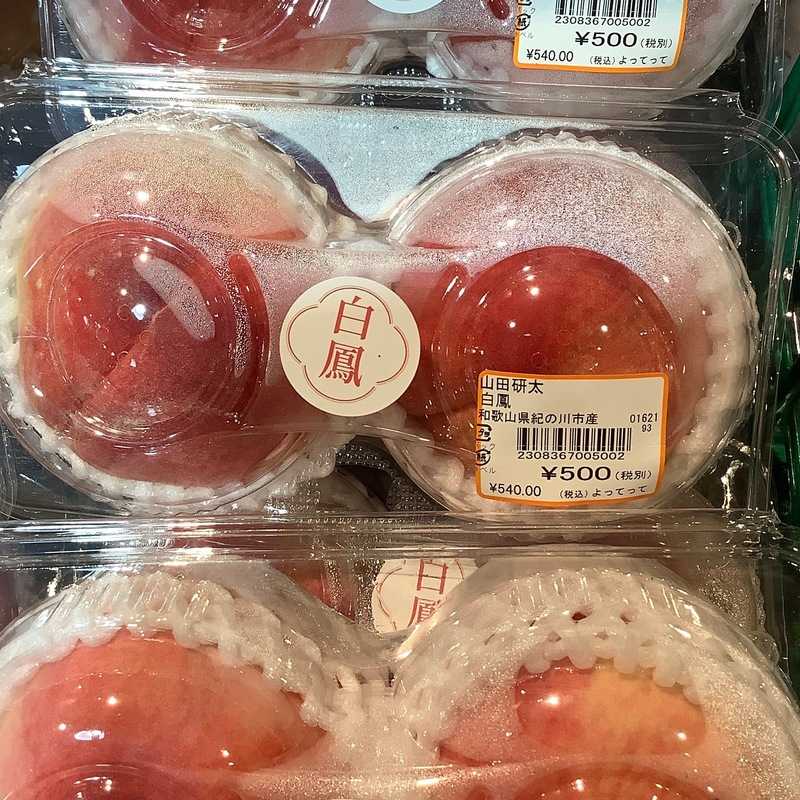 2308367005002
¥500(税別)
¥540.00 (税込)よってって
白鳳
山田研太
白鳳
和歌山県紀の川市産 01621
93
2308367005002
¥500(税別)
¥540.00 (税込)よってって
白鳳